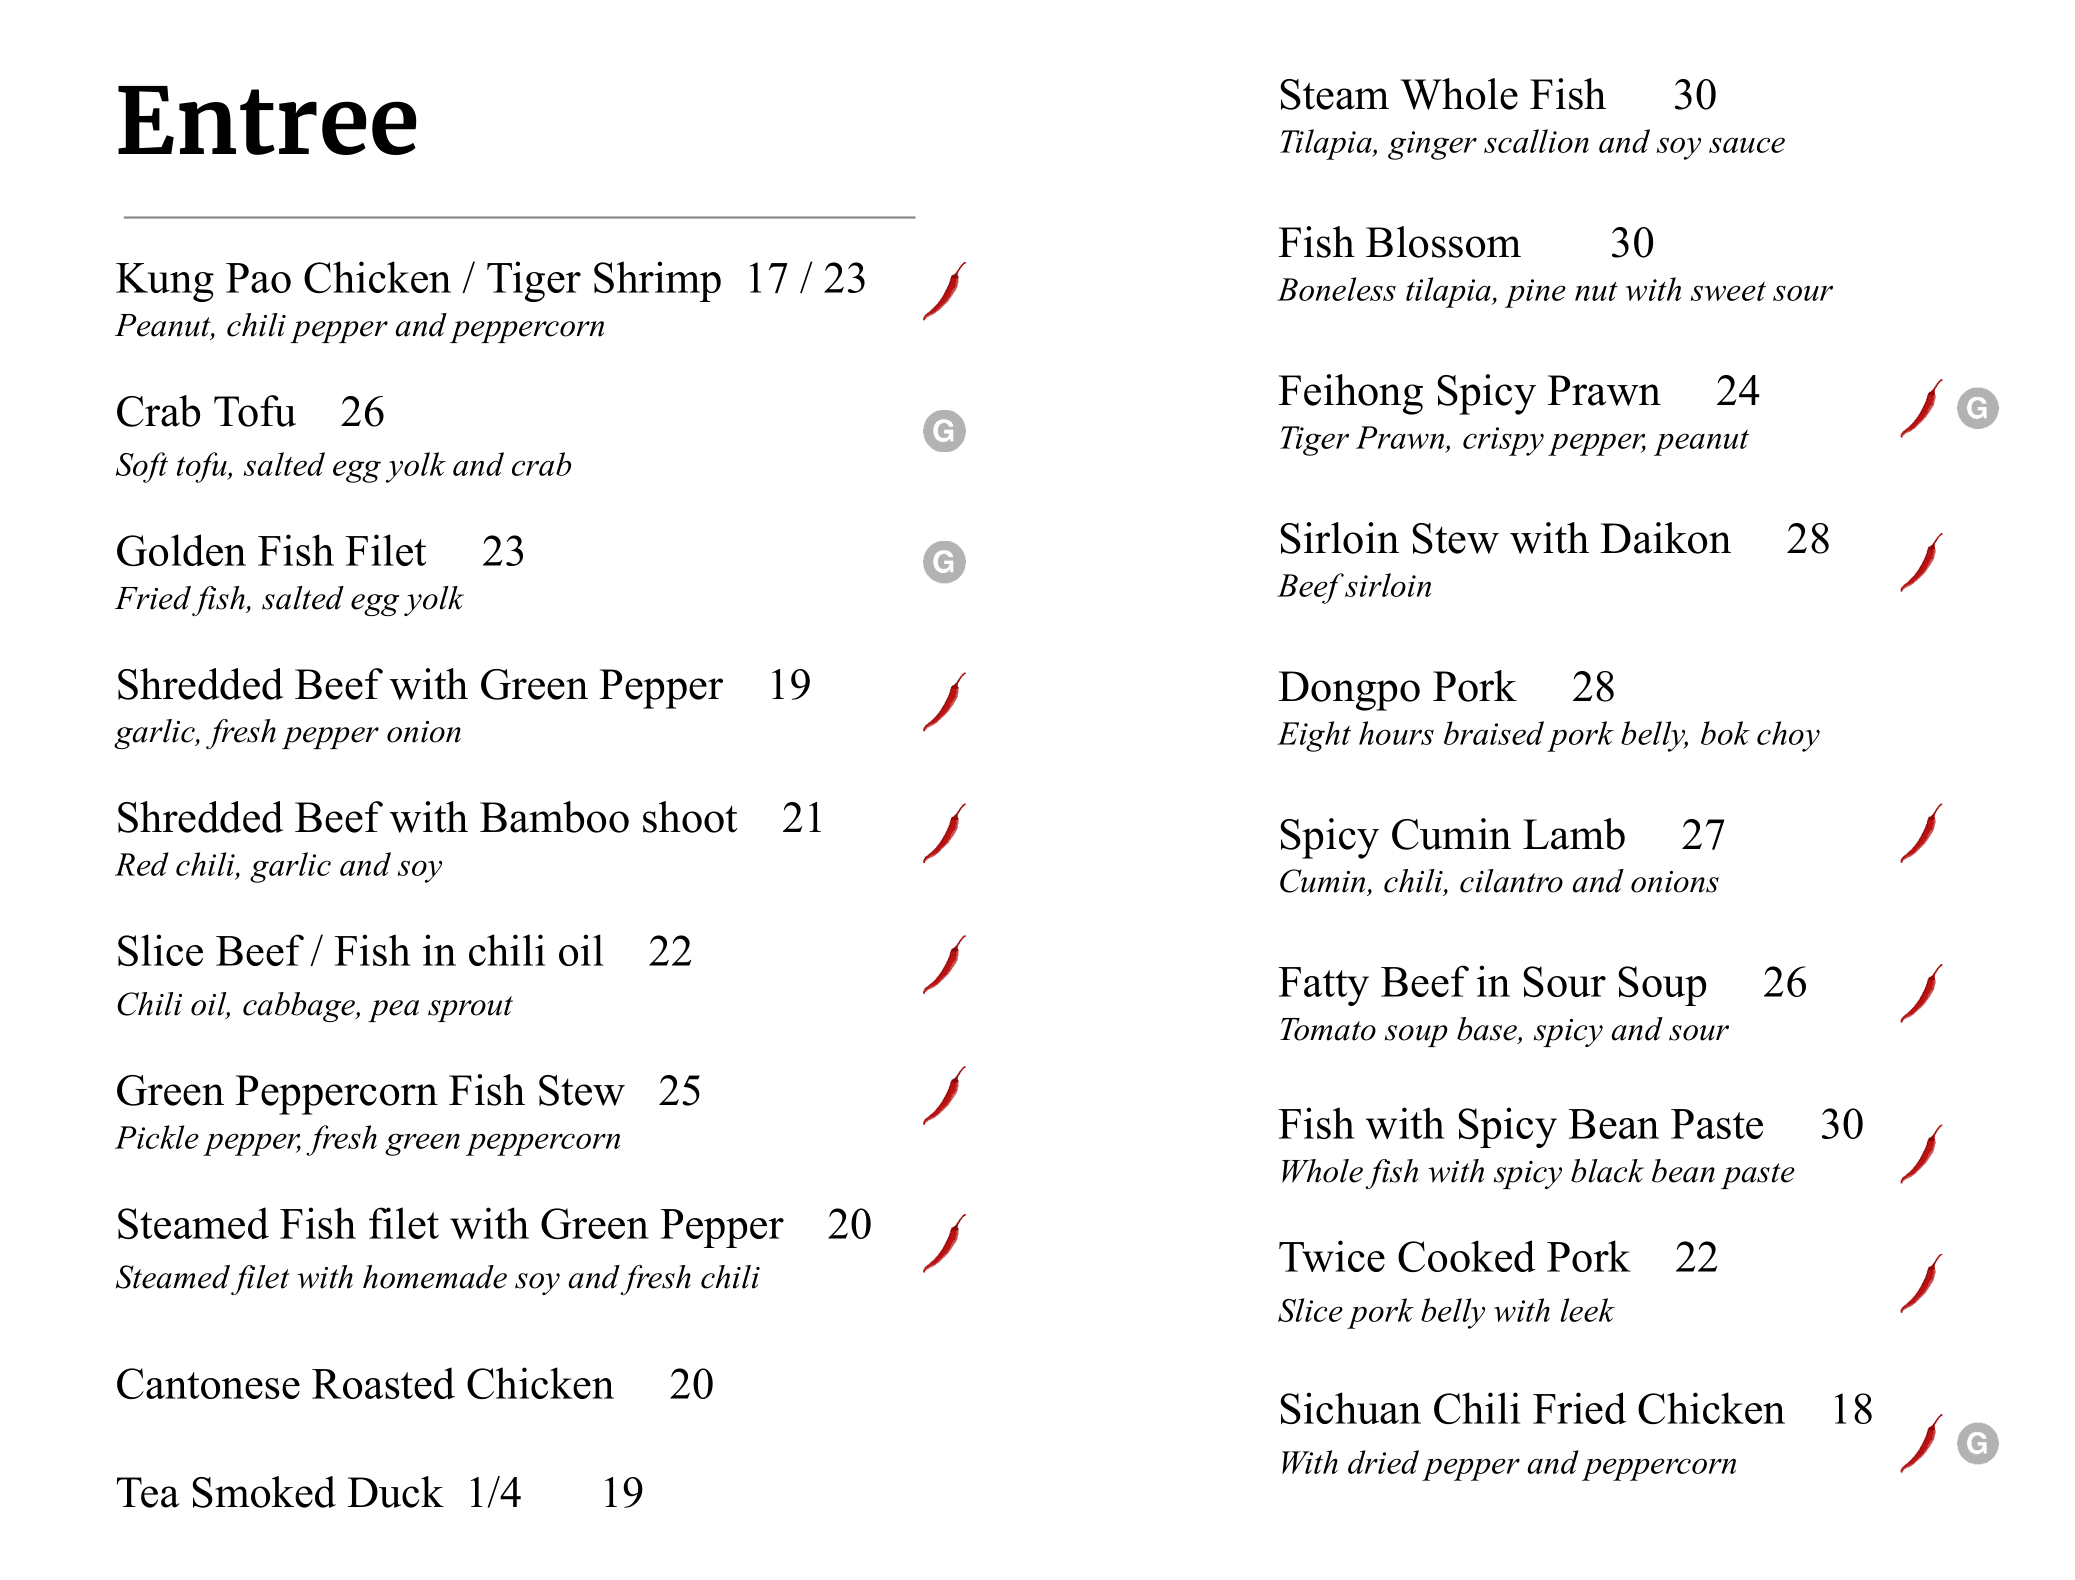 Entree
Kung Pao Chicken / Tiger Shrimp 17 / 23
Peanut, chili pepper and peppercorn
Crab Tofu 26
G
Soft tofu, salted egg yolk and crab
Golden Fish Filet 23
G
Fried fish, salted egg yolk
Shredded Beef with Green Pepper 19
garlic, fresh pepper onion
Shredded Beef with Bamboo shoot 21
Red chili, garlic and soy
Slice Beef / Fish in chili oil 22
Chili oil, cabbage, pea sprout
Green Peppercorn Fish Stew 25
Pickle pepper, fresh green peppercorn
Steamed Fish filet with Green Pepper 20
Steamed filet with homemade soy and fresh chili
Cantonese Roasted Chicken 20
Tea Smoked Duck 1/4 19
Steam Whole Fish 30
Tilapia, ginger scallion and soy sauce
Fish Blossom 30
Boneless tilapia, pine nut with sweet sour
Feihong Spicy Prawn 24
G
Tiger Prawn, crispy pepper, peanut
Sirloin Stew with Daikon 28
Beef sirloin
Dongpo Pork 28
Eight hours braised pork belly, bok choy
Spicy Cumin Lamb 27
Cumin, chili, cilantro and onions
Fatty Beef in Sour Soup 26
Tomato soup base, spicy and sour
Fish with Spicy Bean Paste 30
Whole fish with spicy black bean paste
Twice Cooked Pork 22
Slice pork belly with leek
Sichuan Chili Fried Chicken 18
G
With dried pepper and peppercorn